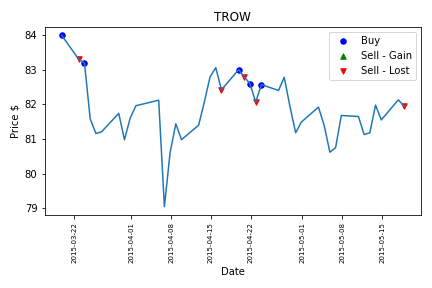 TROW
Buy
Sell - Gain
Sell - Lost
Price $
84
83
82
81
80
79
2015-03-22
2015-04-01
2015-04-08
2015-04-15
2015-04-22
2015-05-01
2015-05-08
2015-05-15
Date